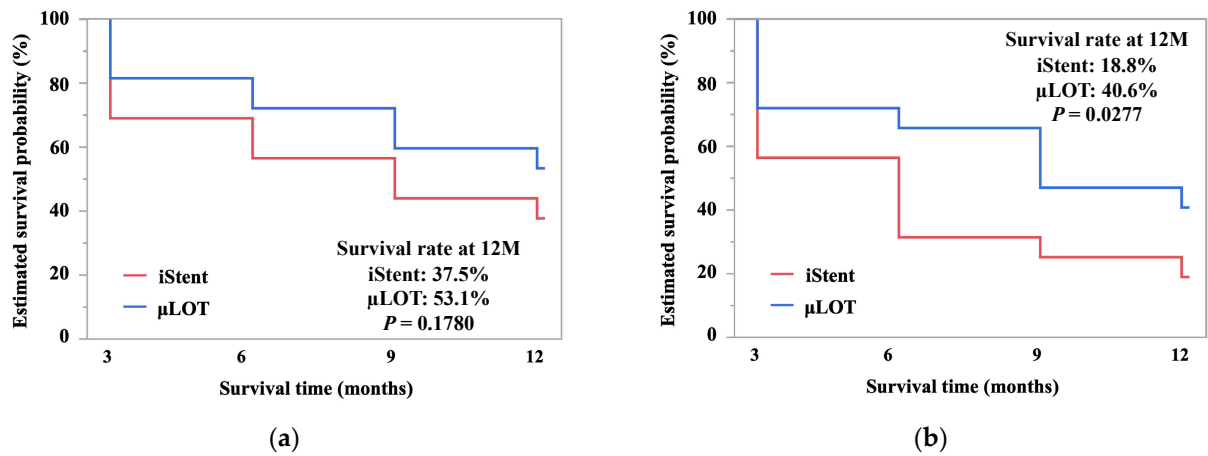 100
80
60
40
20
0
Estimated survival probability (%)
iStent
µLOT
Survival rate at 12M
iStent: 37.5%
µLOT: 53.1%
P = 0.1780
3 6 9 12
Survival time (months)
(a)
100
80
60
40
20
0
Estimated survival probability (%)
Survival rate at 12M
iStent: 18.8%
µLOT: 40.6%
P = 0.0277
iStent
µLOT
3 6 9 12
Survival time (months)
(b)